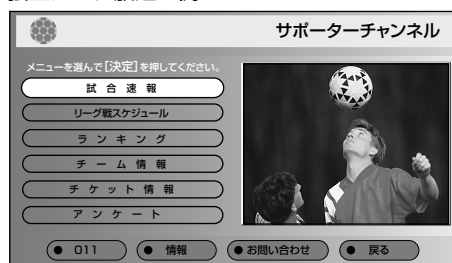 サポーターチャンネル
メニューを選んで[決定]を押してください。
試合速報
リーグ戦スケジュール
ランキング
チーム情報
チケット情報
アンケート
● 011 ● 情報 ● お問い合わせ ● 戻る